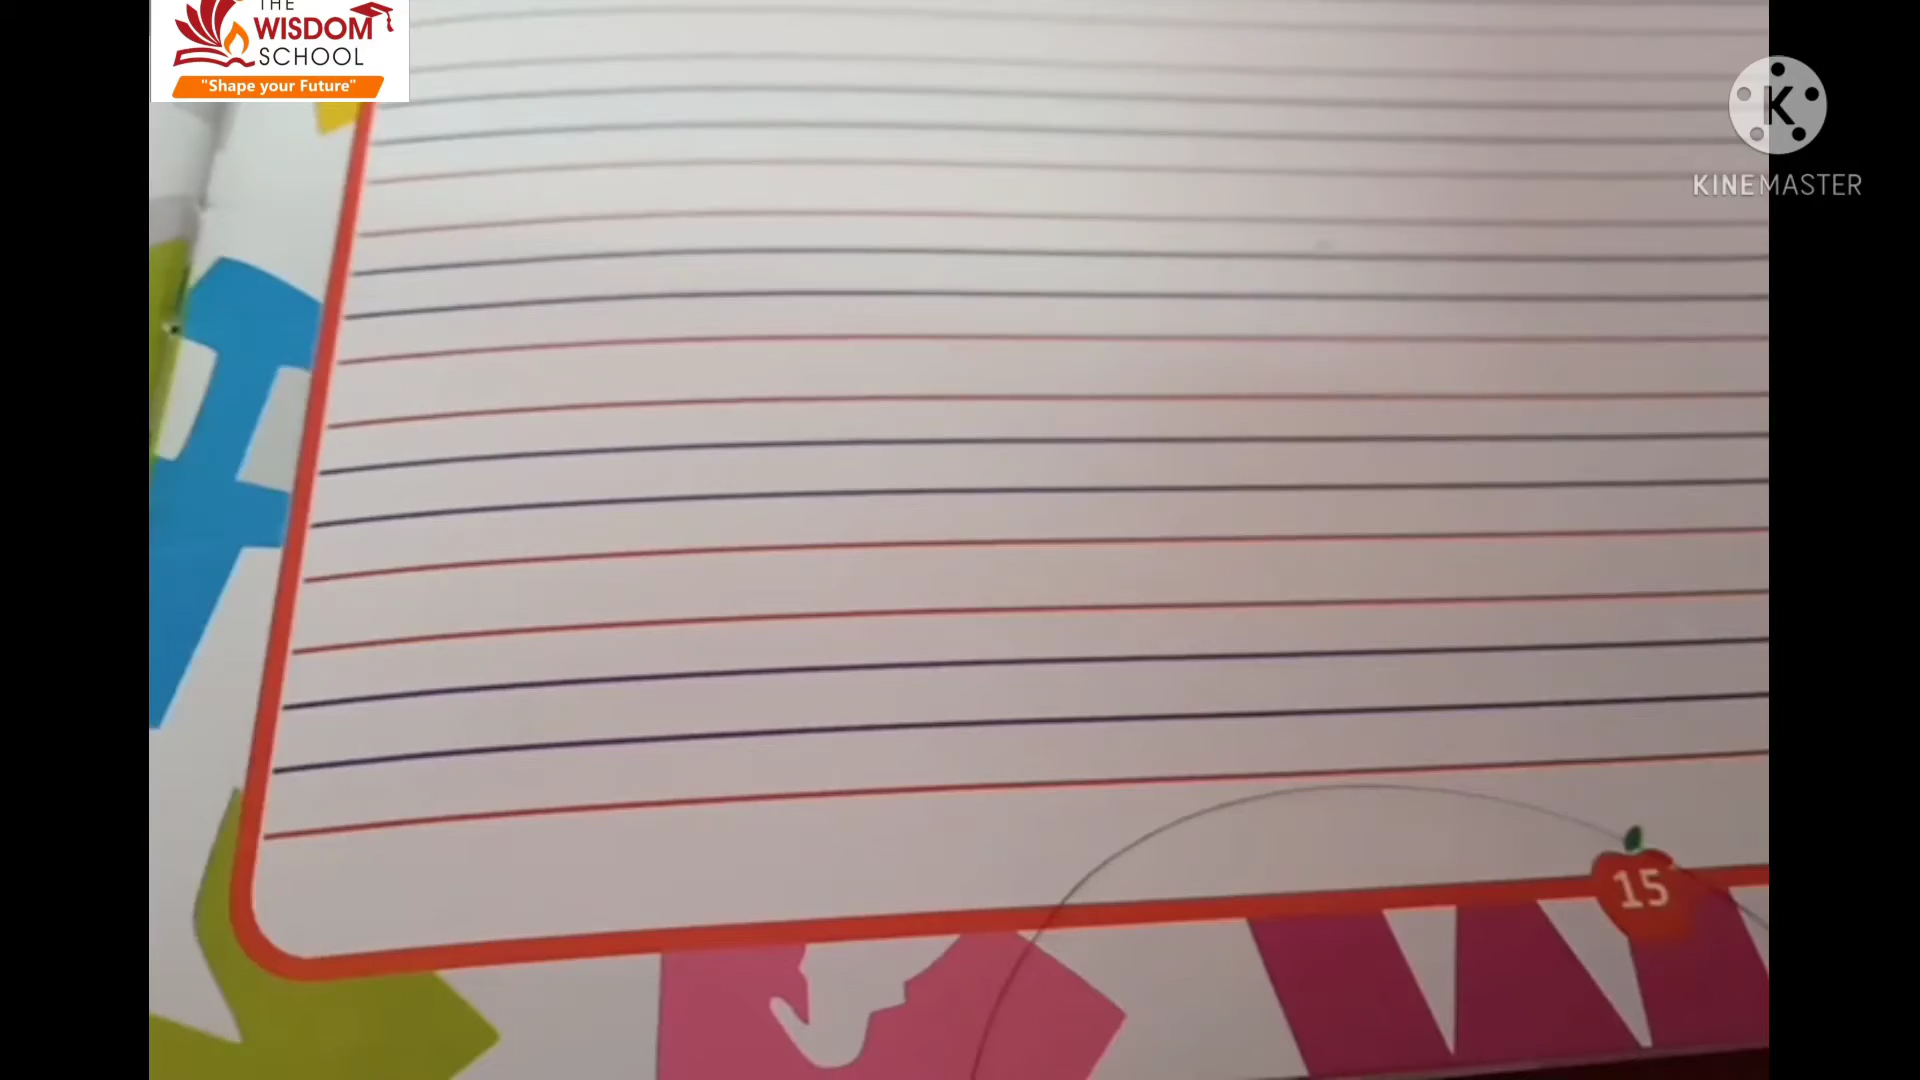 THE
WISDOM
SCHOOL
"Shape your Future"
K
KINEMASTER
15